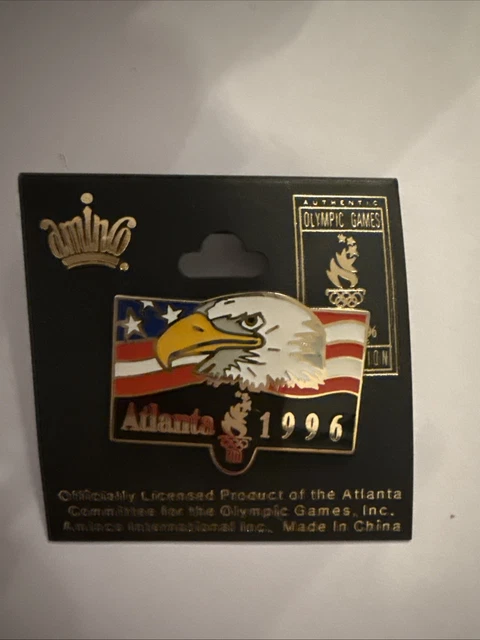 aminco
®
AUTHENTIC
OLYMPIC GAMES
Atlanta 1996
Officially Licensed Product of the Atlanta
Committee for the Olympic Games, Inc.
Aminco International Inc. Made In China